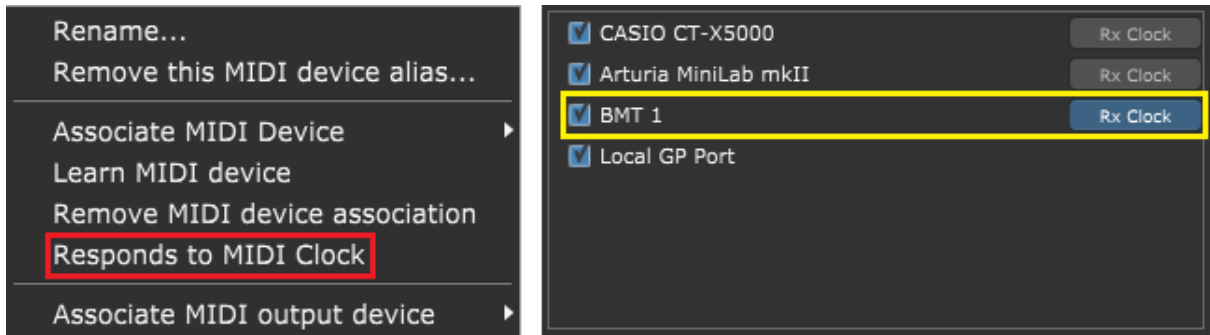 Rename...
Remove this MIDI device alias...
Associate MIDI Device
Learn MIDI device
Remove MIDI device association
Responds to MIDI Clock
Associate MIDI output device
CASIO CT-X5000 Rx Clock
Arturia MiniLab mkII Rx Clock
BMT 1 Rx Clock
Local GP Port